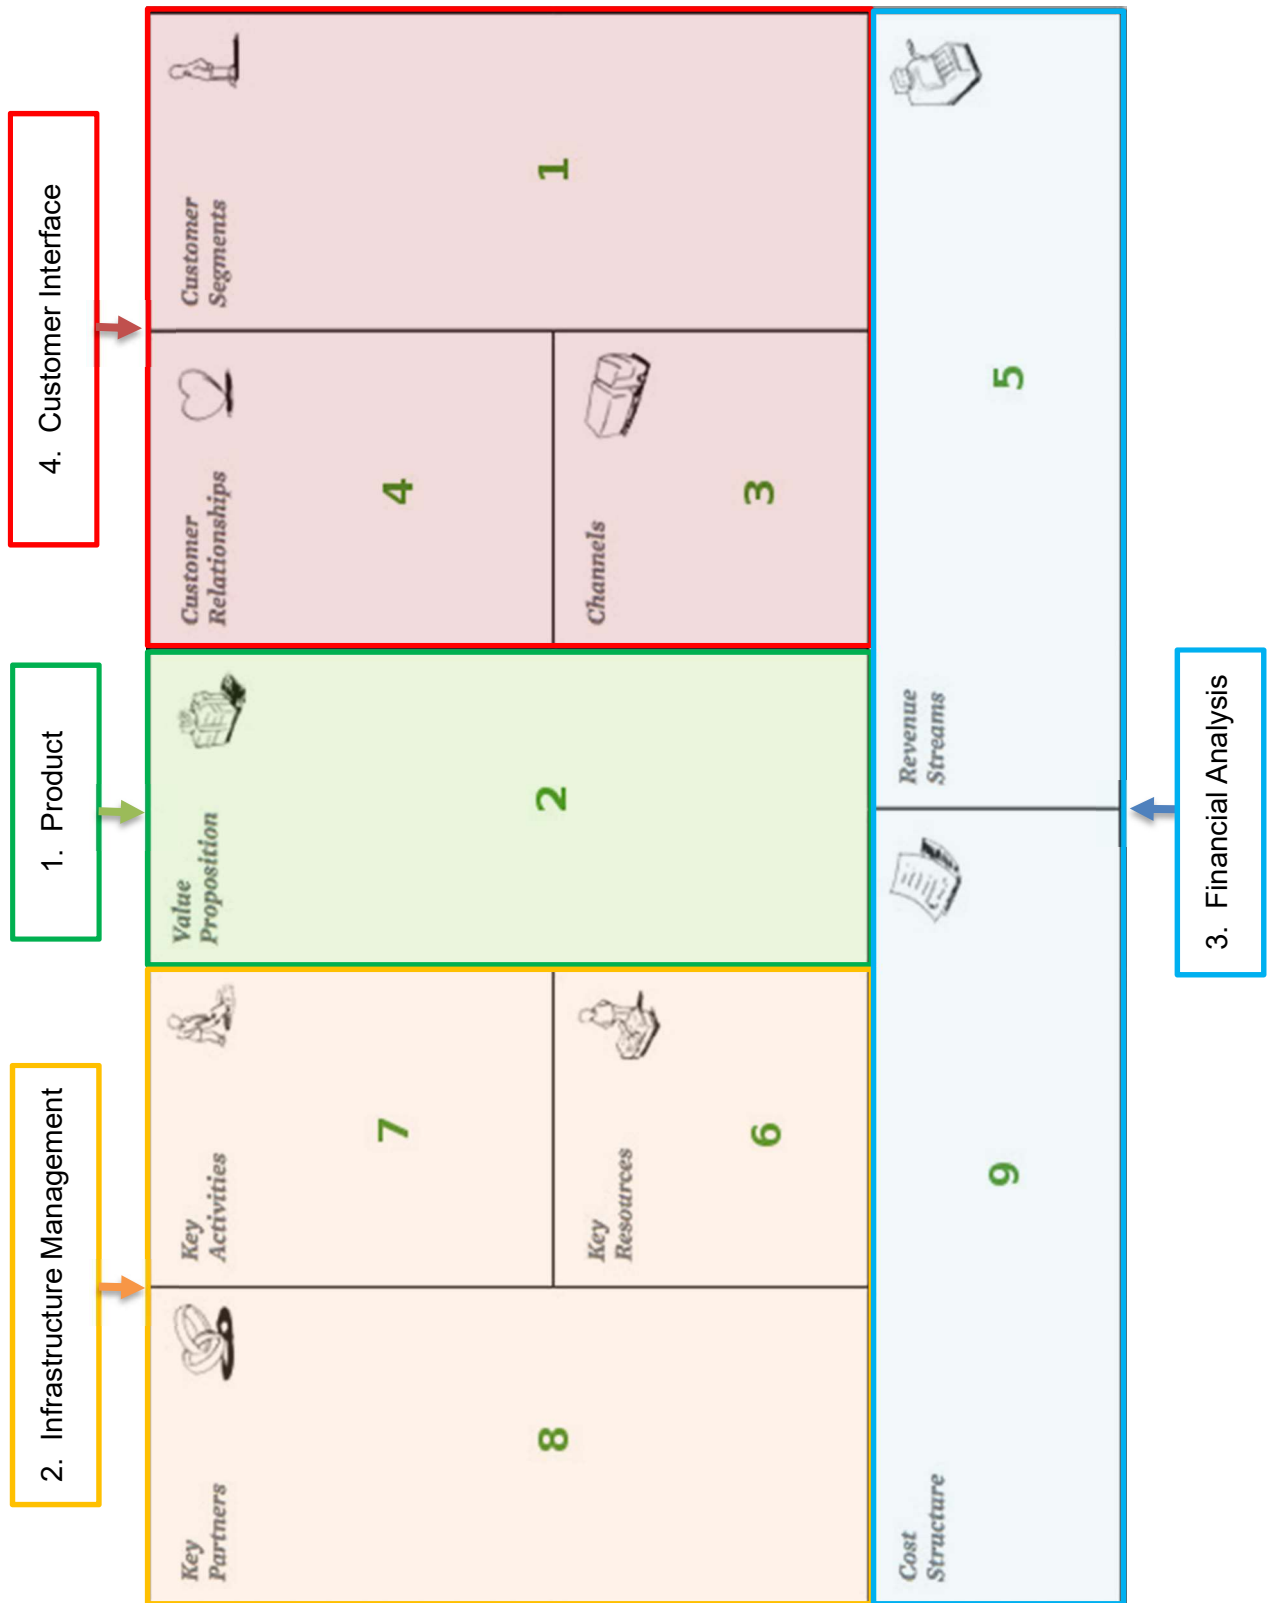 2. Infrastructure Management
1. Product
4. Customer Interface
Key
Partners
8
Key
Activities
7
Key
Resources
6
Value
Proposition
2
Customer
Relationships
4
Channels
3
Customer
Segments
1
Cost
Structure
9
Revenue
Streams
5
3. Financial Analysis